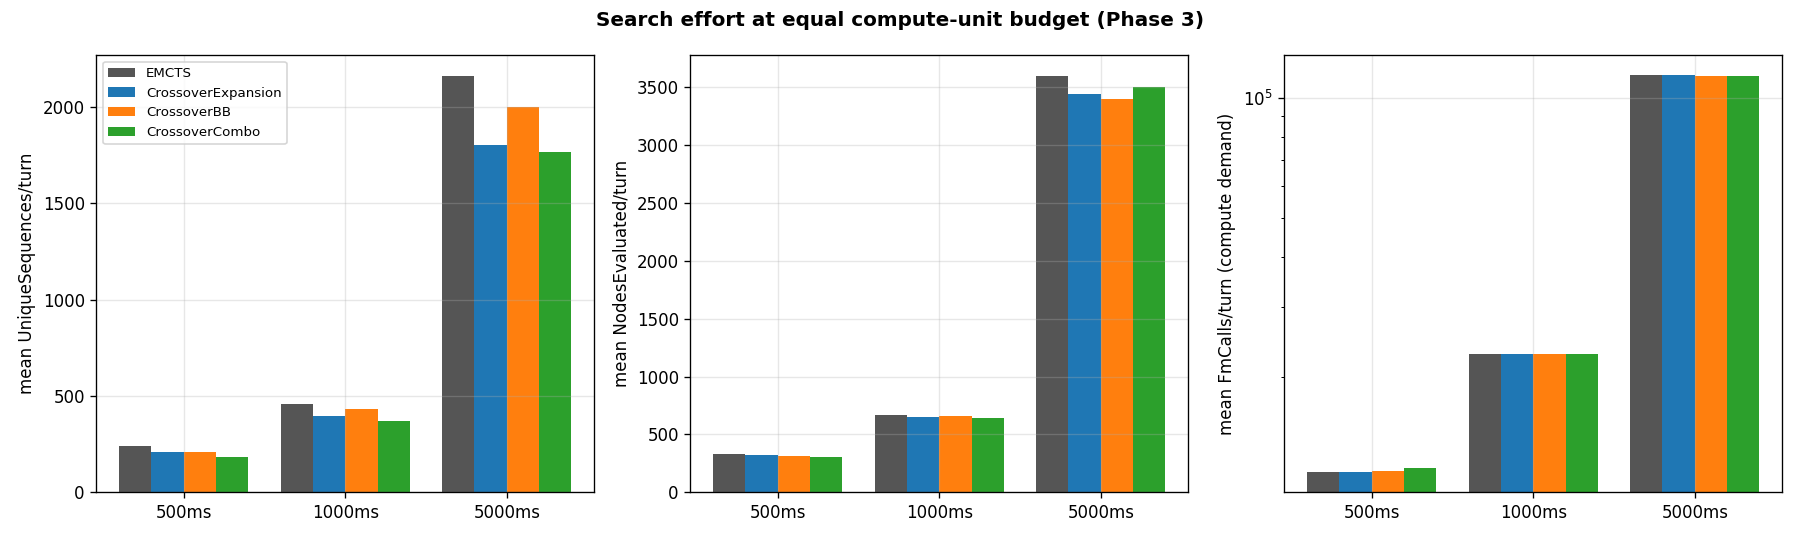 Search effort at equal compute-unit budget (Phase 3)
mean UniqueSequences/turn
2000
1500
1000
500
0
EMCTS
CrossoverExpansion
CrossoverBB
CrossoverCombo
500ms
1000ms
5000ms
mean NodesEvaluated/turn
3500
3000
2500
2000
1500
1000
500
0
500ms
1000ms
5000ms
mean FmCalls/turn (compute demand)
10^5
500ms
1000ms
5000ms